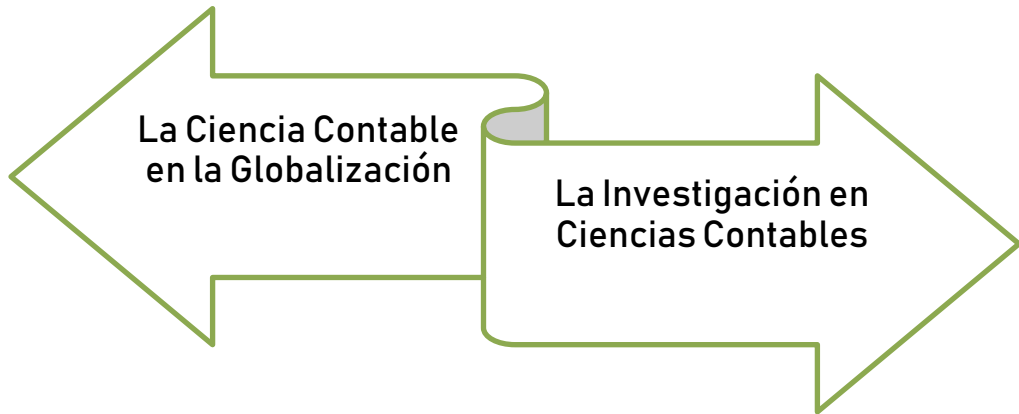 La Ciencia Contable
en la Globalización
La Investigación en
Ciencias Contables